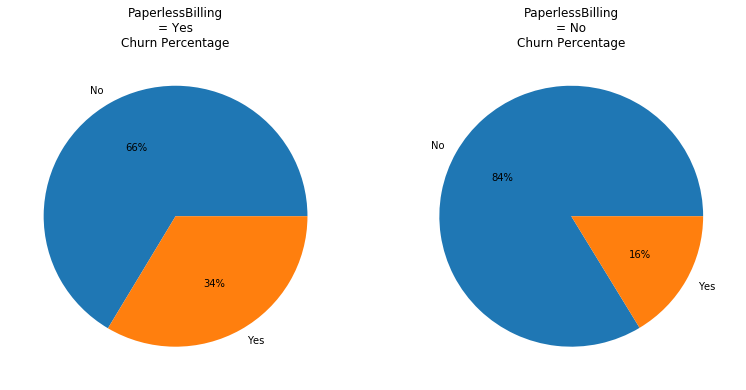 PaperlessBilling
= Yes
Churn Percentage
No
66%
34%
Yes
PaperlessBilling
= No
Churn Percentage
No
84%
16%
Yes